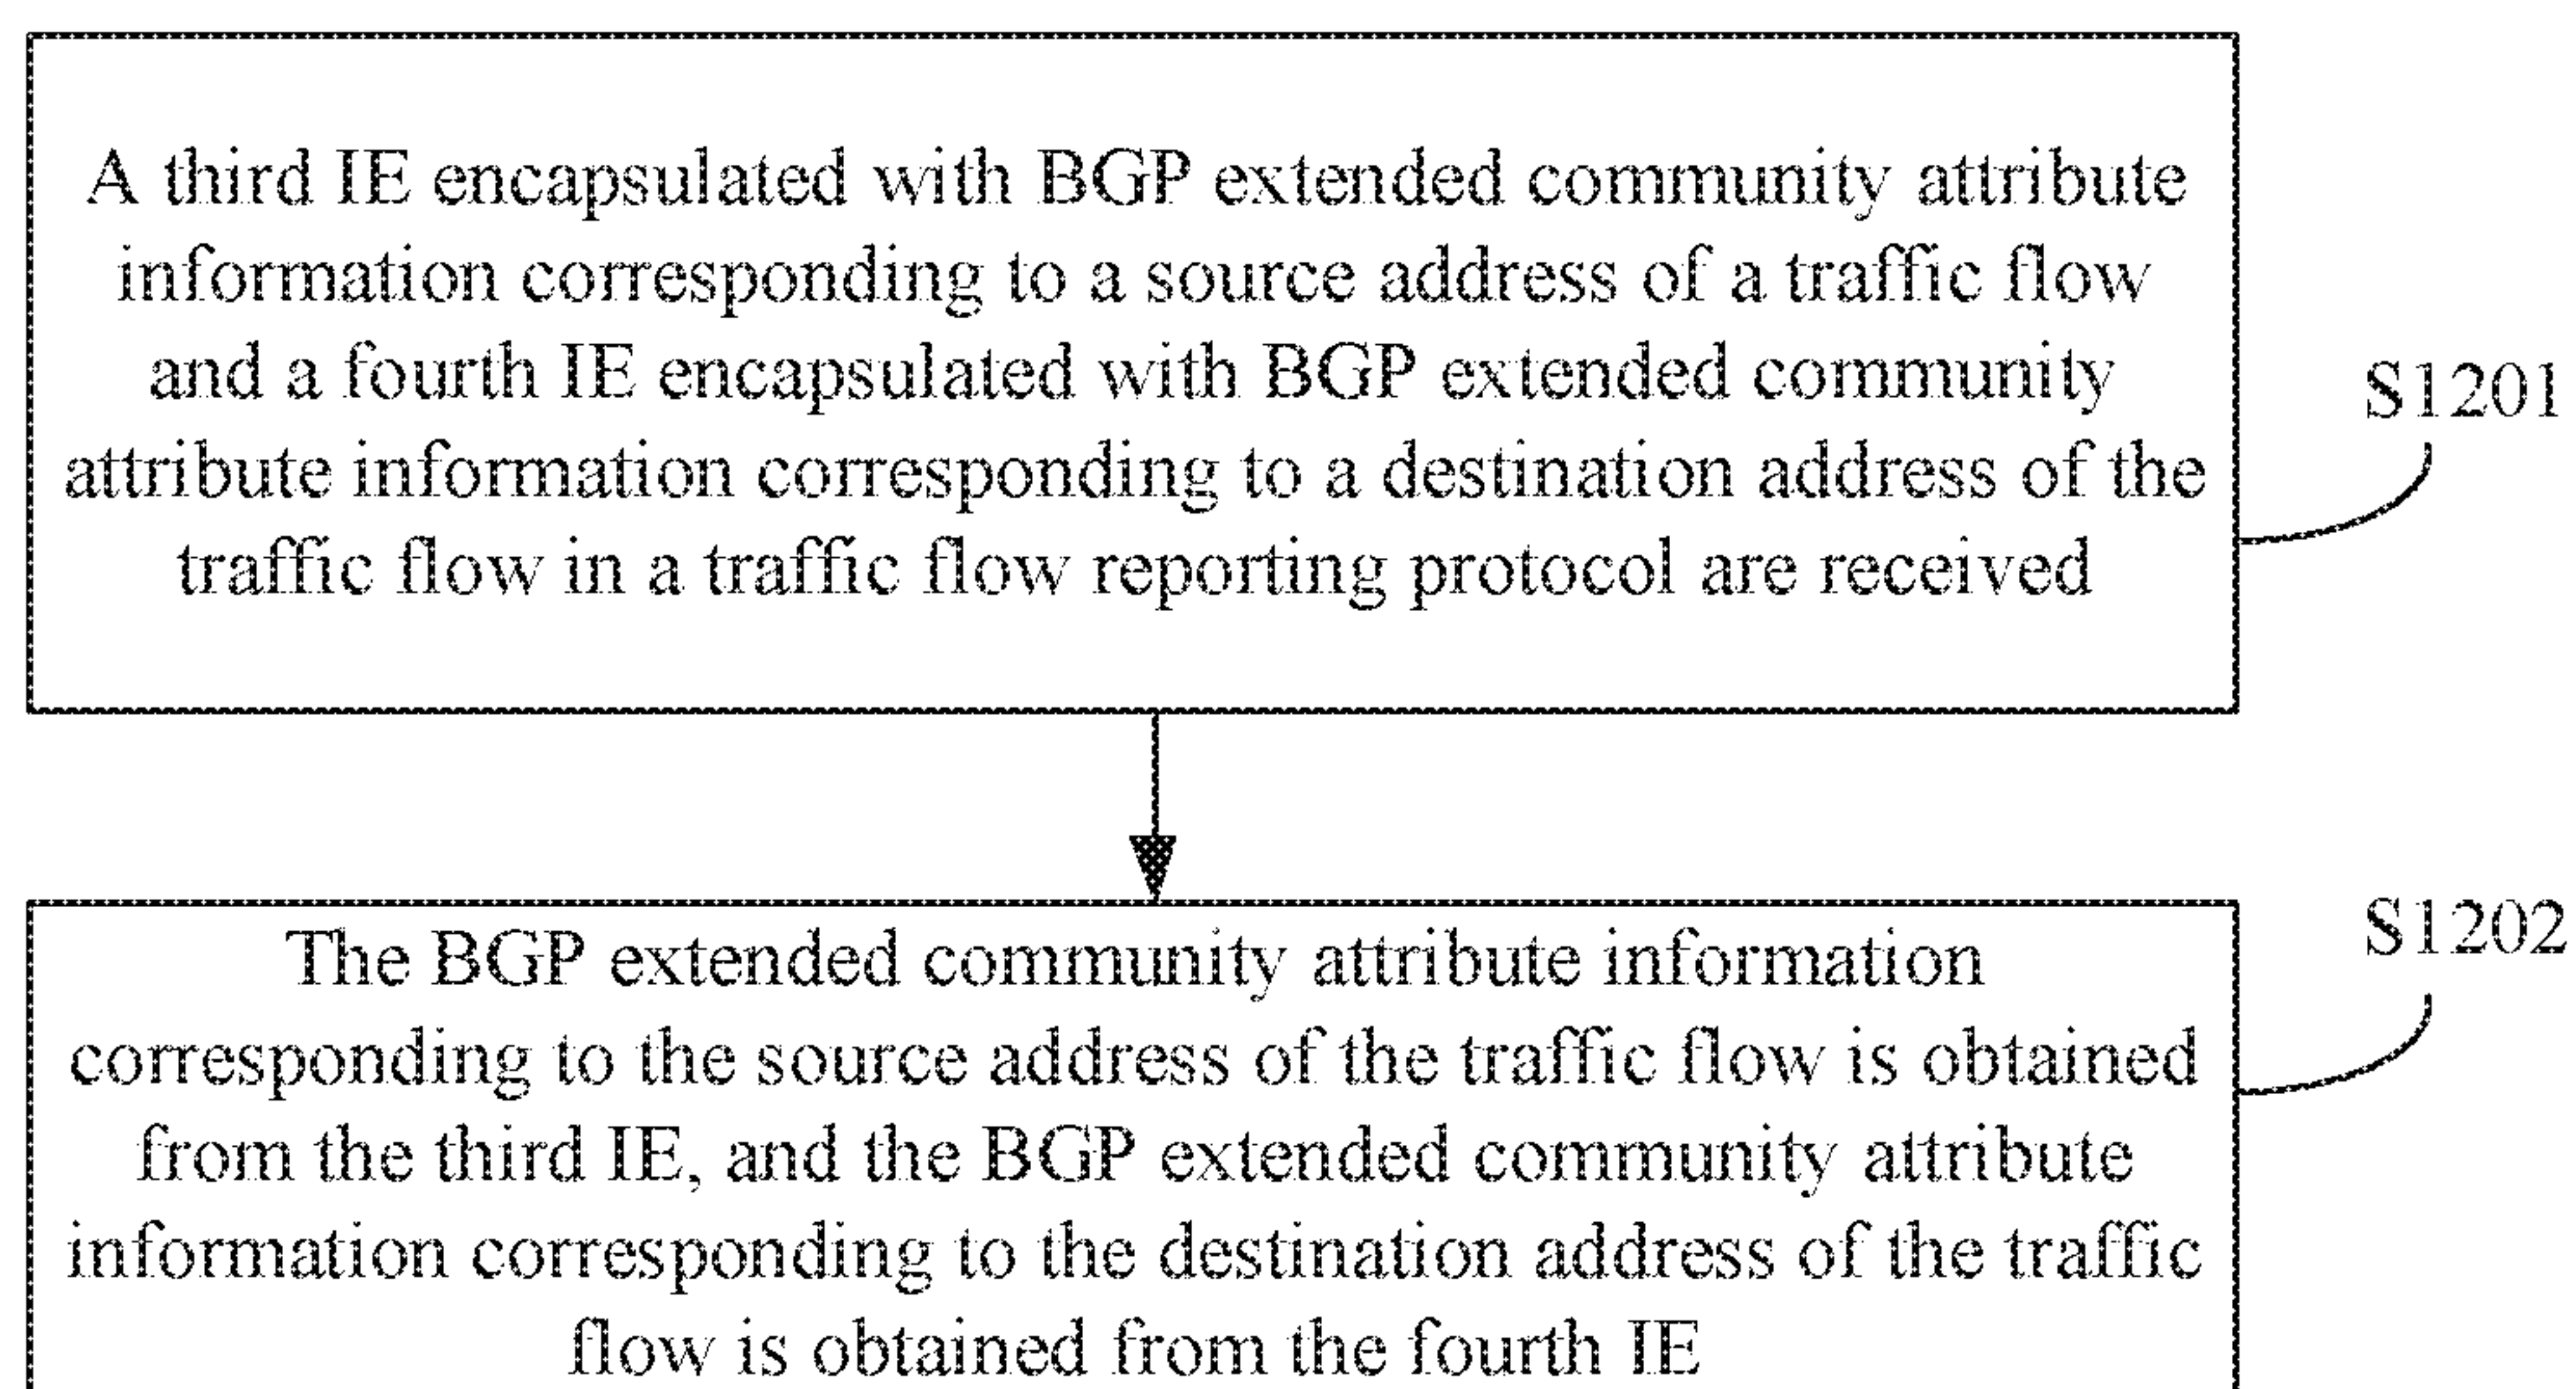 A third IE encapsulated with BGP extended community attribute
information corresponding to a source address of a traffic flow
and a fourth IE encapsulated with BGP extended community
attribute information corresponding to a destination address of the
traffic flow in a traffic flow reporting protocol are received
S1201
The BGP extended community attribute information
corresponding to the source address of the traffic flow is obtained
from the third IE, and the BGP extended community attribute
information corresponding to the destination address of the traffic
flow is obtained from the fourth IE
S1202